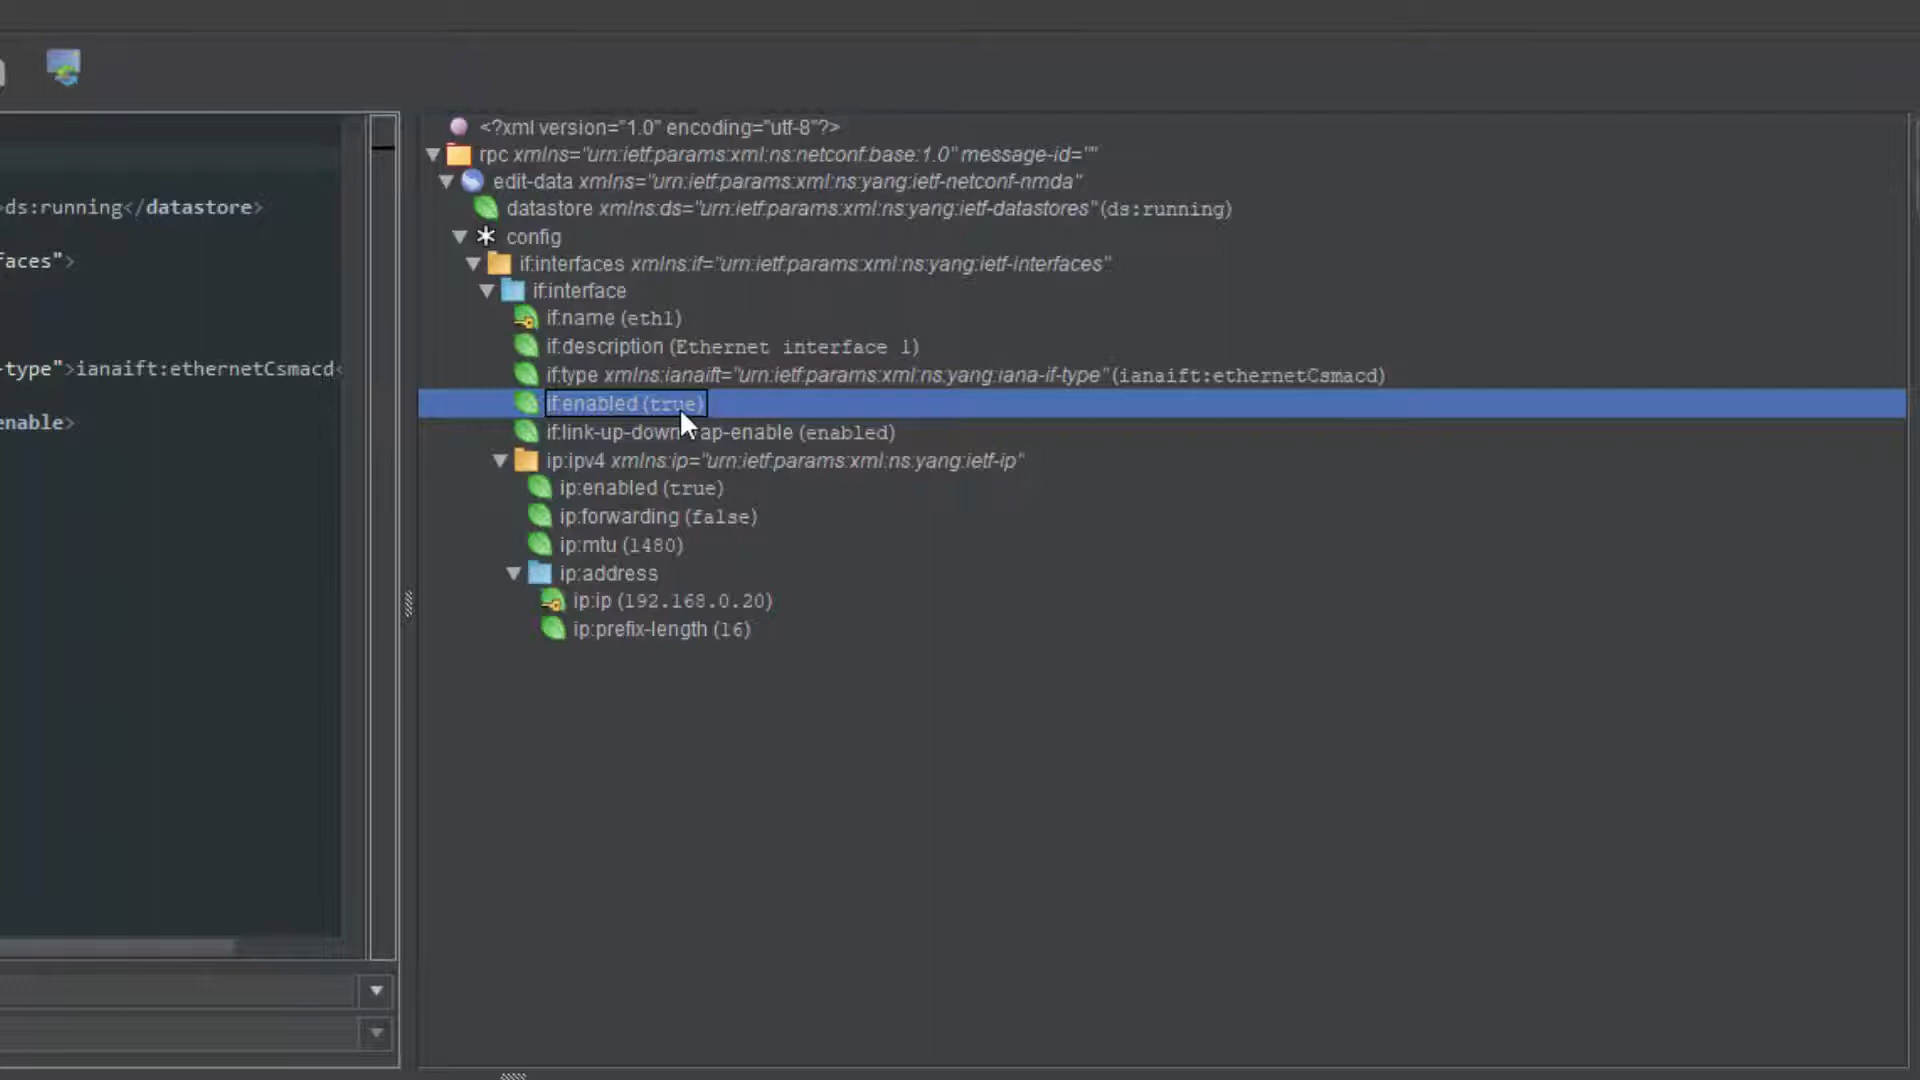 ds:running</datastore>
faces">
-type">ianaift:ethernetCsmacd<
enable>
<?xml version="1.0" encoding="utf-8"?>
rpc xmlns="urn:ietf:params:xml:ns:netconf:base:1.0" message-id=""
edit-data xmlns="urn:ietf:params:xml:ns:yang:ietf-netconf-nmda"
datastore xmlns:ds="urn:ietf:params:xml:ns:yang:ietf-datastores" (ds:running)
config
if:interfaces xmlns:if="urn:ietf:params:xml:ns:yang:ietf-interfaces"
if:interface
if:name (eth1)
if:description (Ethernet interface 1)
if:type xmlns:ianaift="urn:ietf:params:xml:ns:yang:iana-if-type" (ianaift:ethernetCsmacd)
if:enabled (true)
if:link-up-down ap-enable (enabled)
ip:ipv4 xmlns:ip="urn:ietf:params:xml:ns:yang:ietf-ip"
ip:enabled (true)
ip:forwarding (false)
ip:mtu (1480)
ip:address
ip:ip (192.168.0.20)
ip:prefix-length (16)